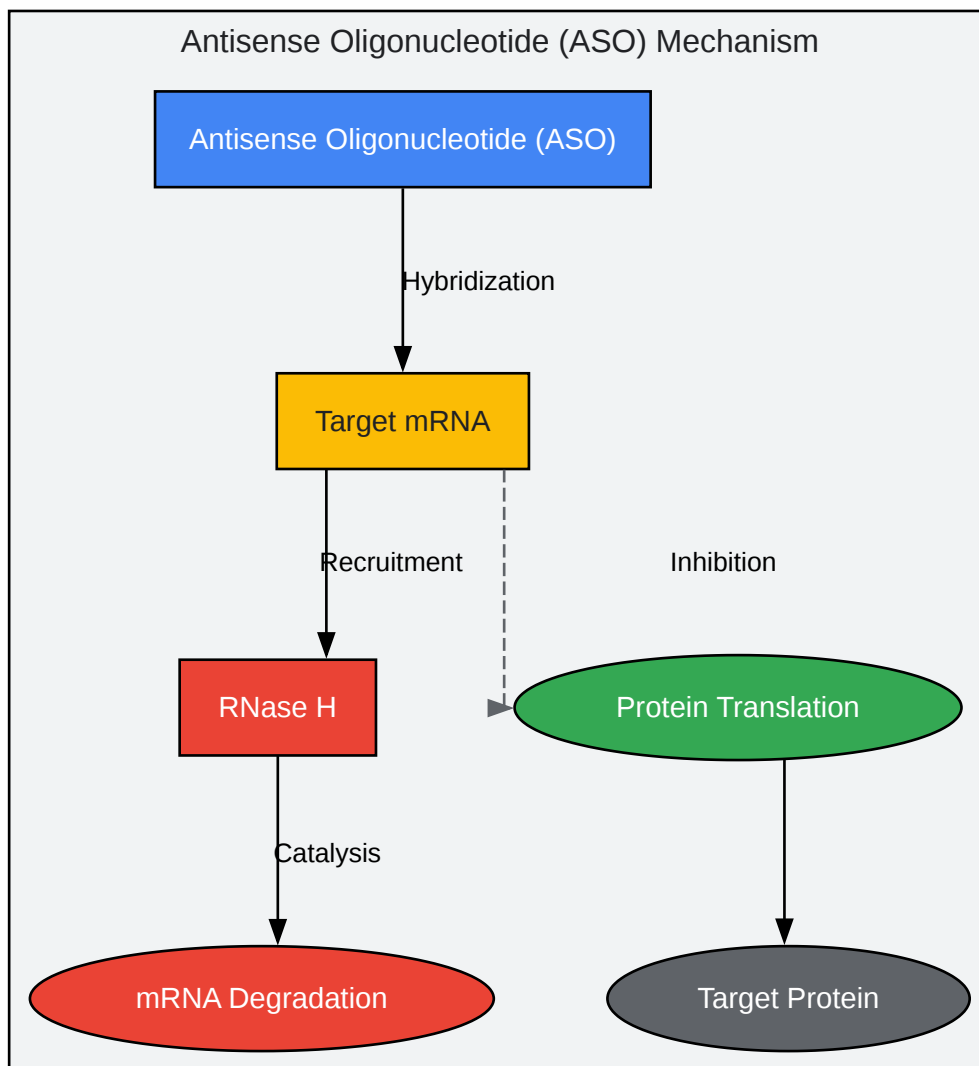 Antisense Oligonucleotide (ASO) Mechanism
Antisense Oligonucleotide (ASO)
Hybridization
Target mRNA
Recruitment
Inhibition
RNase H
Protein Translation
Catalysis
mRNA Degradation
Target Protein